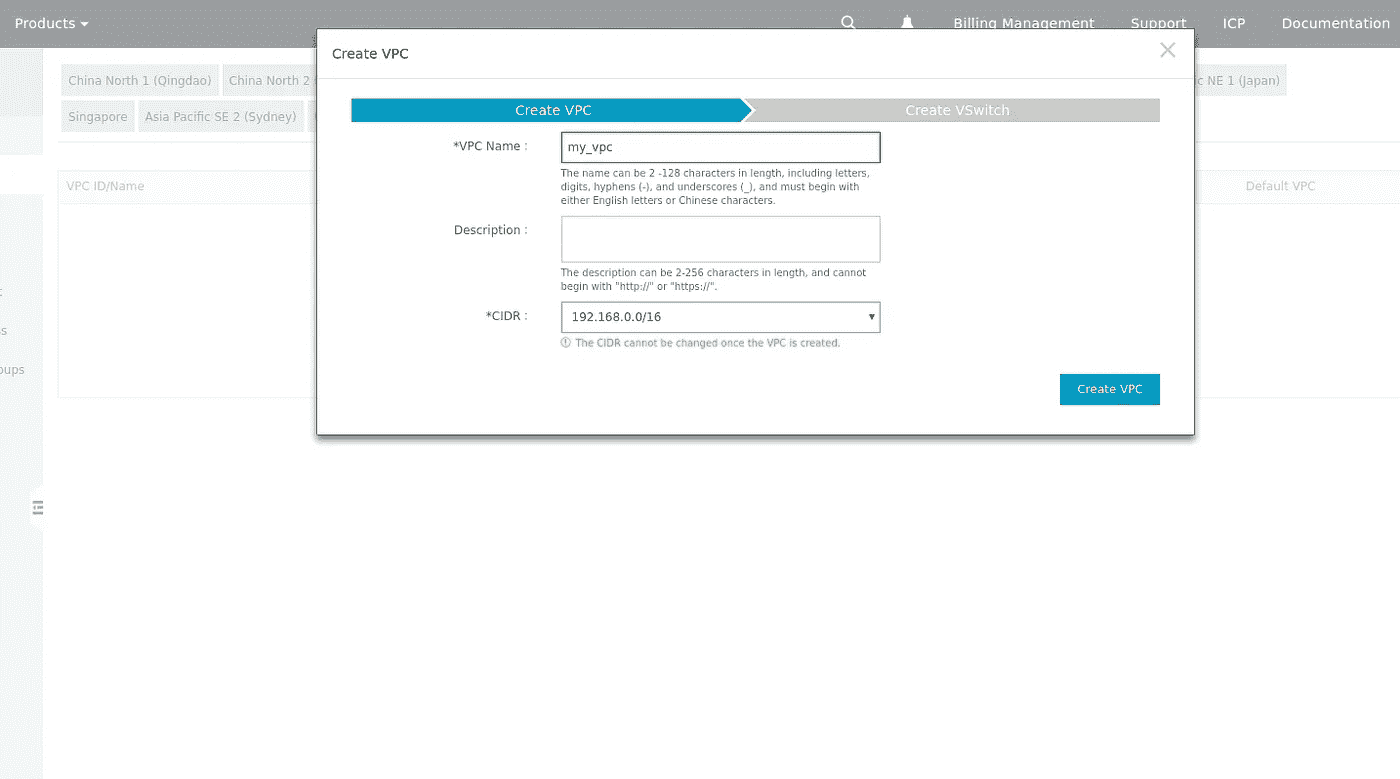 Products
Billing Management
Support
ICP
Documentation
Create VPC
China North 1 (Qingdao)
China North 2
NE 1 (Japan)
Singapore
Asia Pacific SE 2 (Sydney)
Create VPC
Create VSwitch
*VPC Name :
my_vpc
The name can be 2 -128 characters in length, including letters,
digits, hyphens (-), and underscores (_), and must begin with
either English letters or Chinese characters.
VPC ID/Name
Default VPC
Description :
The description can be 2-256 characters in length, and cannot
begin with "http://" or "https://".
*CIDR :
192.168.0.0/16
The CIDR cannot be changed once the VPC is created.
Create VPC